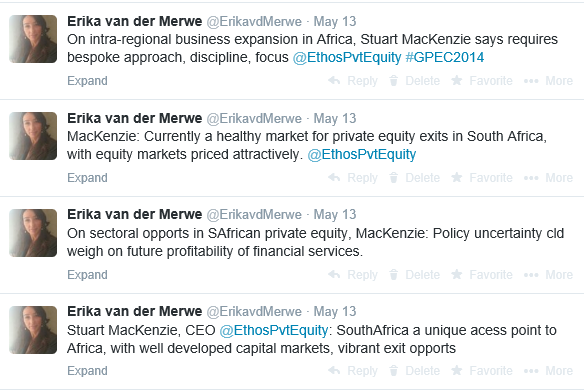 Erika van der Merwe @ErikavdMerwe · May 13
On intra-regional business expansion in Africa, Stuart MacKenzie says requires
bespoke approach, discipline, focus @EthosPvtEquity #GPEC2014
Expand Reply Delete Favorite More
Erika van der Merwe @ErikavdMerwe · May 13
MacKenzie: Currently a healthy market for private equity exits in South Africa,
with equity markets priced attractively. @EthosPvtEquity
Expand Reply Delete Favorite More
Erika van der Merwe @ErikavdMerwe · May 13
On sectoral opports in SAfrican private equity, MacKenzie: Policy uncertainty cld
weigh on future profitability of financial services.
Expand Reply Delete Favorite More
Erika van der Merwe @ErikavdMerwe · May 13
Stuart MacKenzie, CEO @EthosPvtEquity: SouthAfrica a unique acess point to
Africa, with well developed capital markets, vibrant exit opports
Expand Reply Delete Favorite More